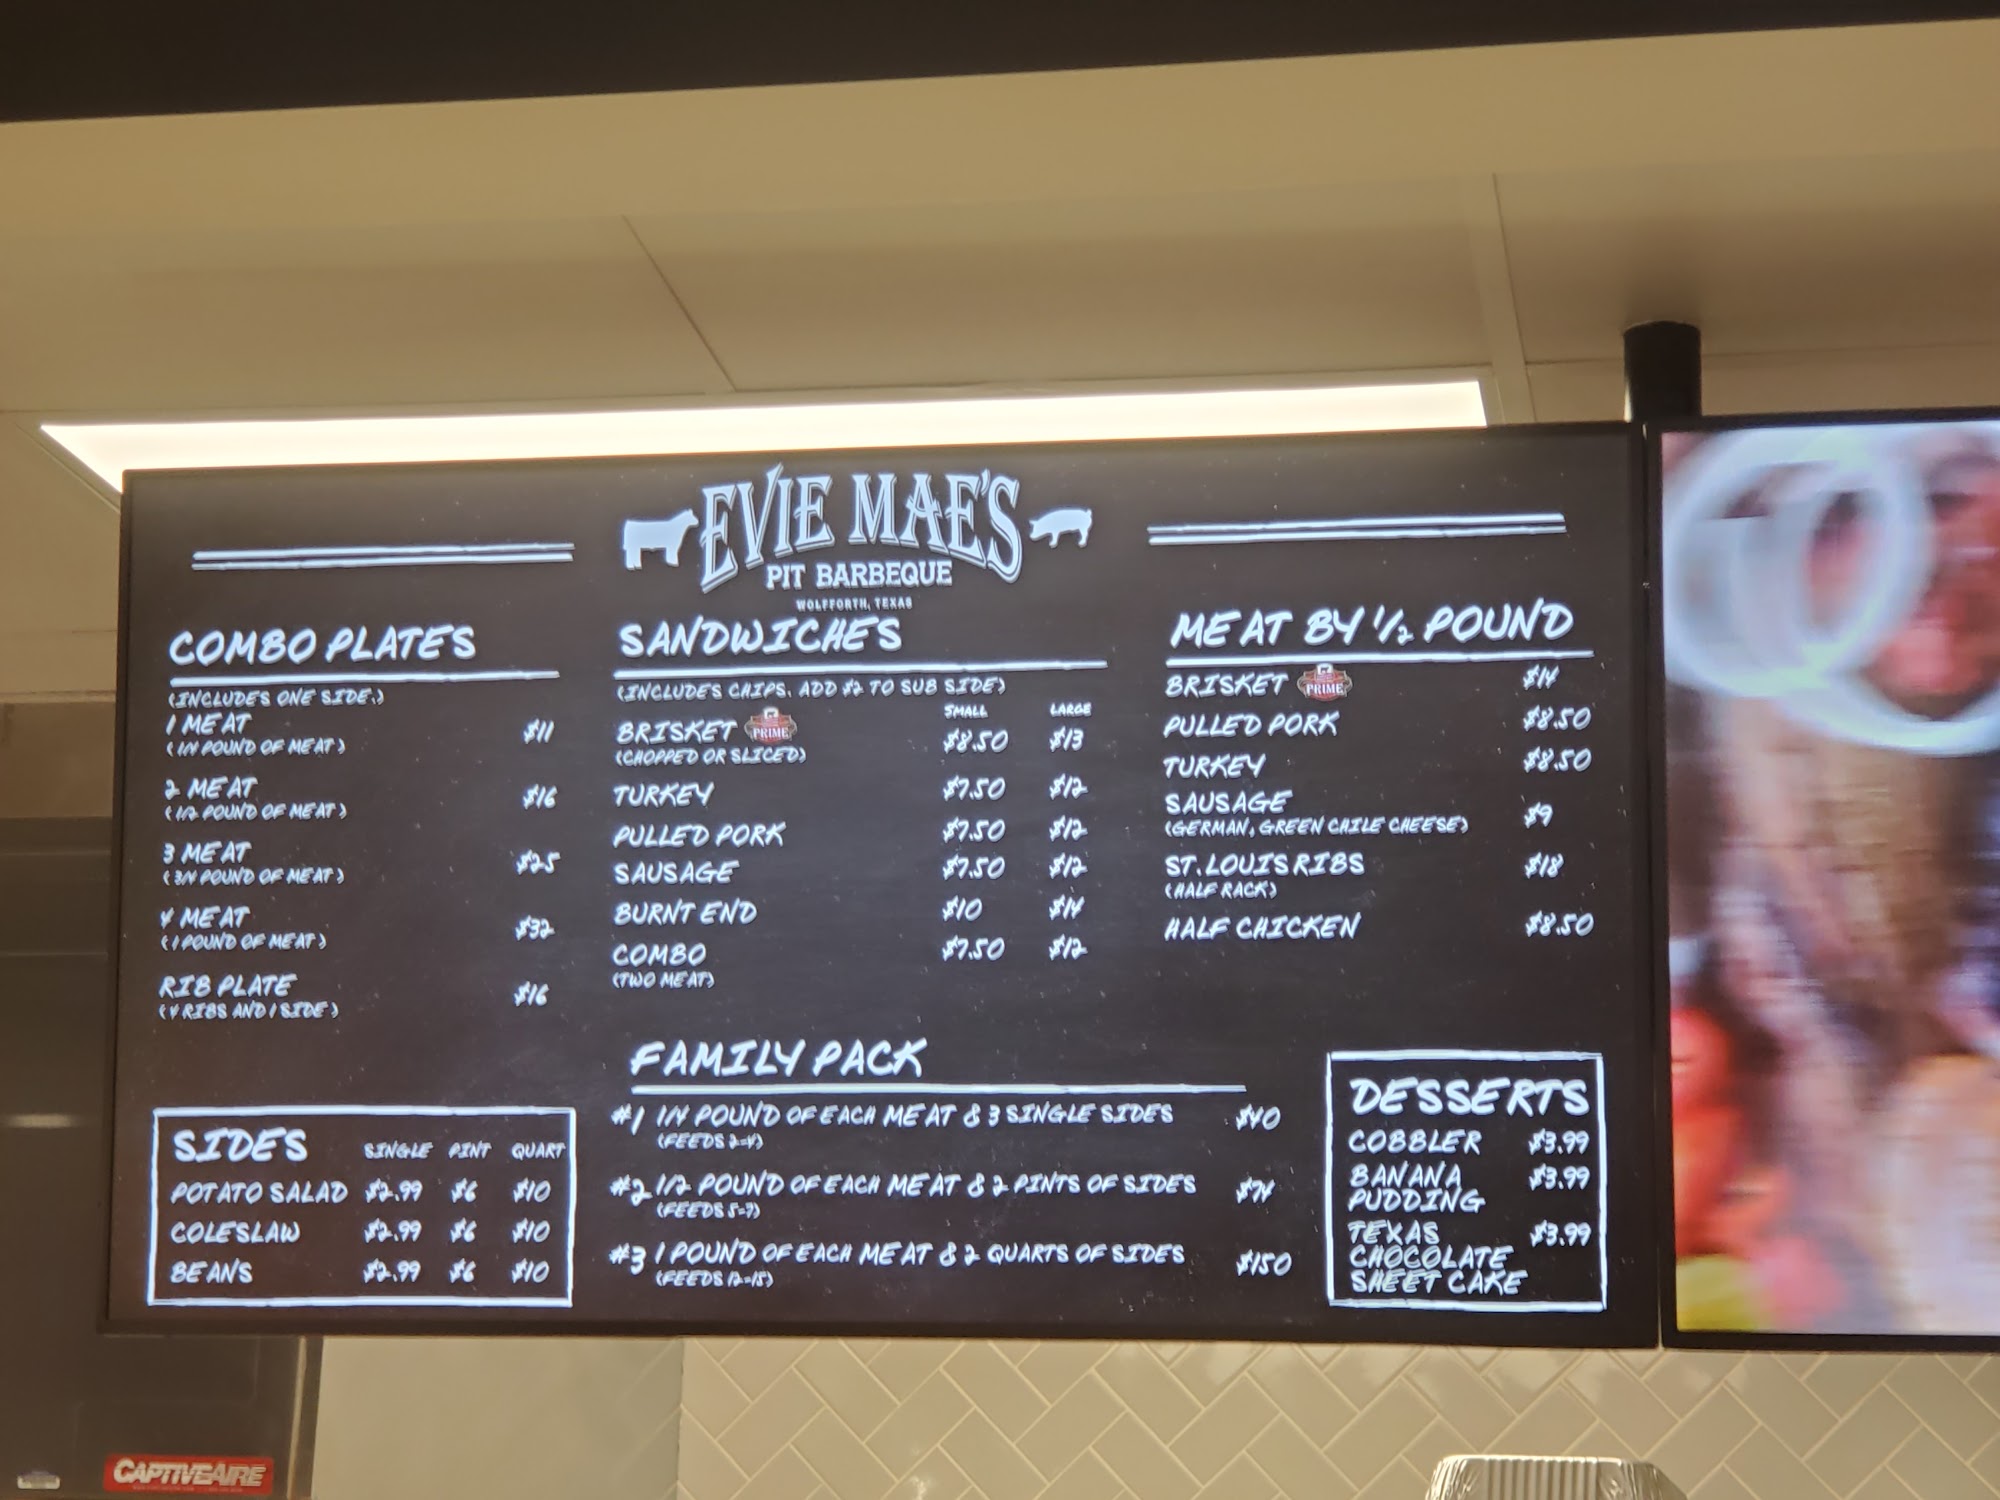 EVIE MAE'S
PIT BARBEQUE
WOLFFORTH, TEXAS
COMBO PLATES
(INCLUDES ONE SIDE.)
1 MEAT $11
(1/4 POUND OF MEAT)
2 MEAT $16
(1/2 POUND OF MEAT)
3 MEAT $25
(3/4 POUND OF MEAT)
4 MEAT $32
(1 POUND OF MEAT)
RIB PLATE $16
(4 RIBS AND 1 SIDE)
SIDES SINGLE PINT QUART
POTATO SALAD $2.99 $6 $10
COLESLAW $2.99 $6 $10
BEANS $2.99 $6 $10
SANDWICHES
(INCLUDES CHIPS. ADD $2 TO SUB SIDE)
SMALL LARGE
BRISKET PRIME $8.50 $13
(CHOPPED OR SLICED)
TURKEY $7.50 $12
PULLED PORK $7.50 $12
SAUSAGE $7.50 $12
BURNT END $10 $14
COMBO $7.50 $12
(TWO MEAT)
MEAT BY 1/2 POUND
BRISKET PRIME $14
PULLED PORK $8.50
TURKEY $8.50
SAUSAGE $9
(GERMAN, GREEN CHILE CHEESE)
ST. LOUIS RIBS $18
(HALF RACK)
HALF CHICKEN $8.50
FAMILY PACK
#1 1/4 POUND OF EACH MEAT & 3 SINGLE SIDES $40
(FEEDS 2-4)
#2 1/2 POUND OF EACH MEAT & 2 PINTS OF SIDES $74
(FEEDS 5-7)
#3 1 POUND OF EACH MEAT & 2 QUARTS OF SIDES $150
(FEEDS 12-15)
DESSERTS
COBBLER $3.99
BANANA $3.99
PUDDING
TEXAS $3.99
CHOCOLATE
SHEET CAKE
CAPTIVEAIRE